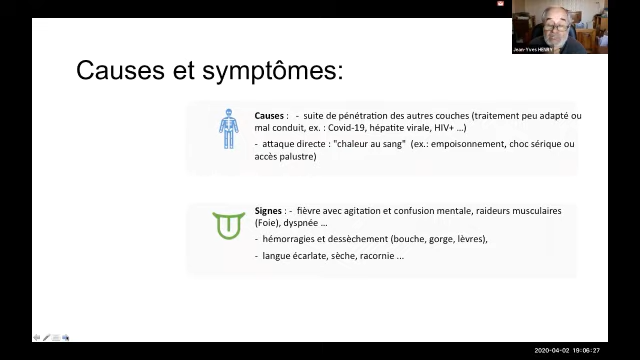 Jean-Yves HENRY
Causes et symptômes:
Causes : - suite de pénétration des autres couches (traitement peu adapté ou
mal conduit, ex. : Covid-19, hépatite virale, HIV+ ...)
- attaque directe : "chaleur au sang" (ex.: empoisonnement, choc sérique ou
accès palustre)
Signes : - fièvre avec agitation et confusion mentale, raideurs musculaires
(Foie), dyspnée ...
- hémorragies et dessèchement (bouche, gorge, lèvres),
- langue écarlate, sèche, racornie ...
2020-04-02 19:06:27